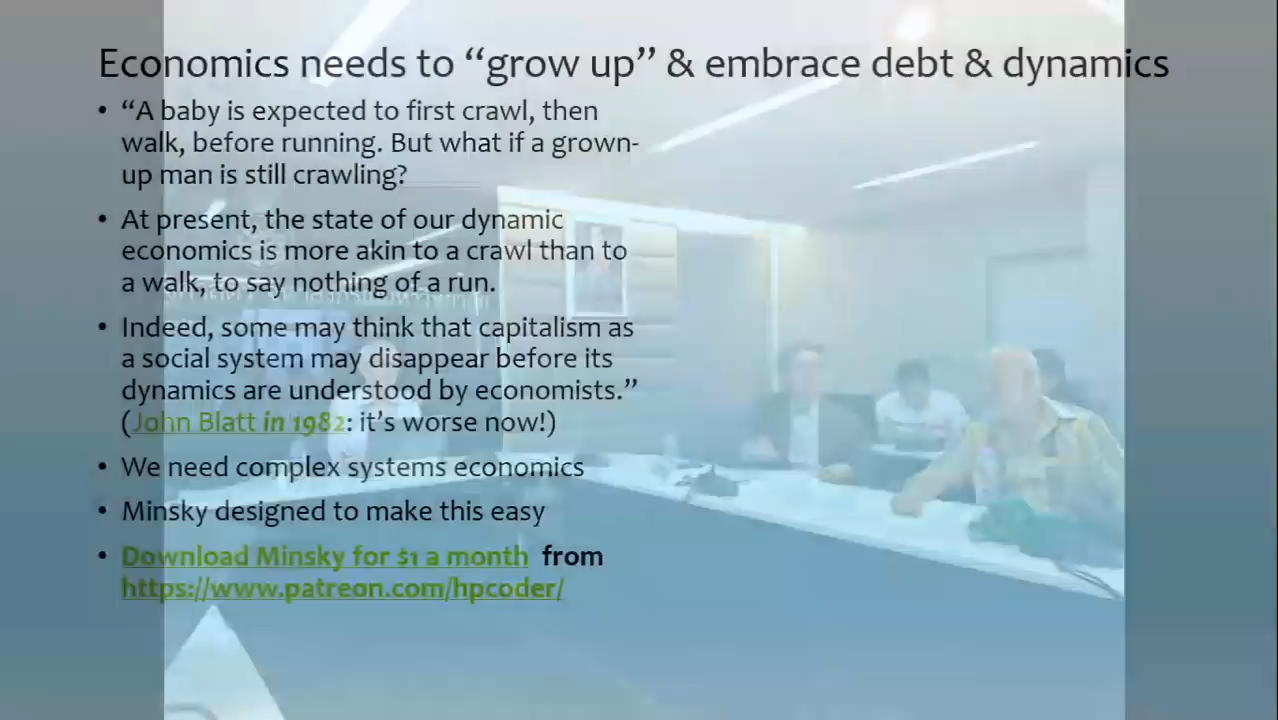 Economics needs to “grow up” & embrace debt & dynamics
• “A baby is expected to first crawl, then
walk, before running. But what if a grown-
up man is still crawling?
• At present, the state of our dynamic
economics is more akin to a crawl than to
a walk, to say nothing of a run.
• Indeed, some may think that capitalism as
a social system may disappear before its
dynamics are understood by economists.”
(John Blatt in 1982: it’s worse now!)
• We need complex systems economics
• Minsky designed to make this easy
• Download Minsky for $1 a month from
https://www.patreon.com/hpcoder/